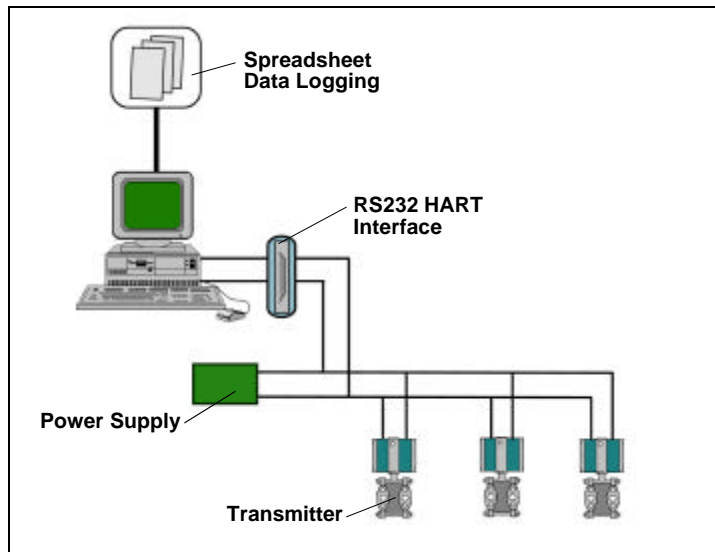 Spreadsheet
Data Logging
RS232 HART
Interface
Power Supply
Transmitter